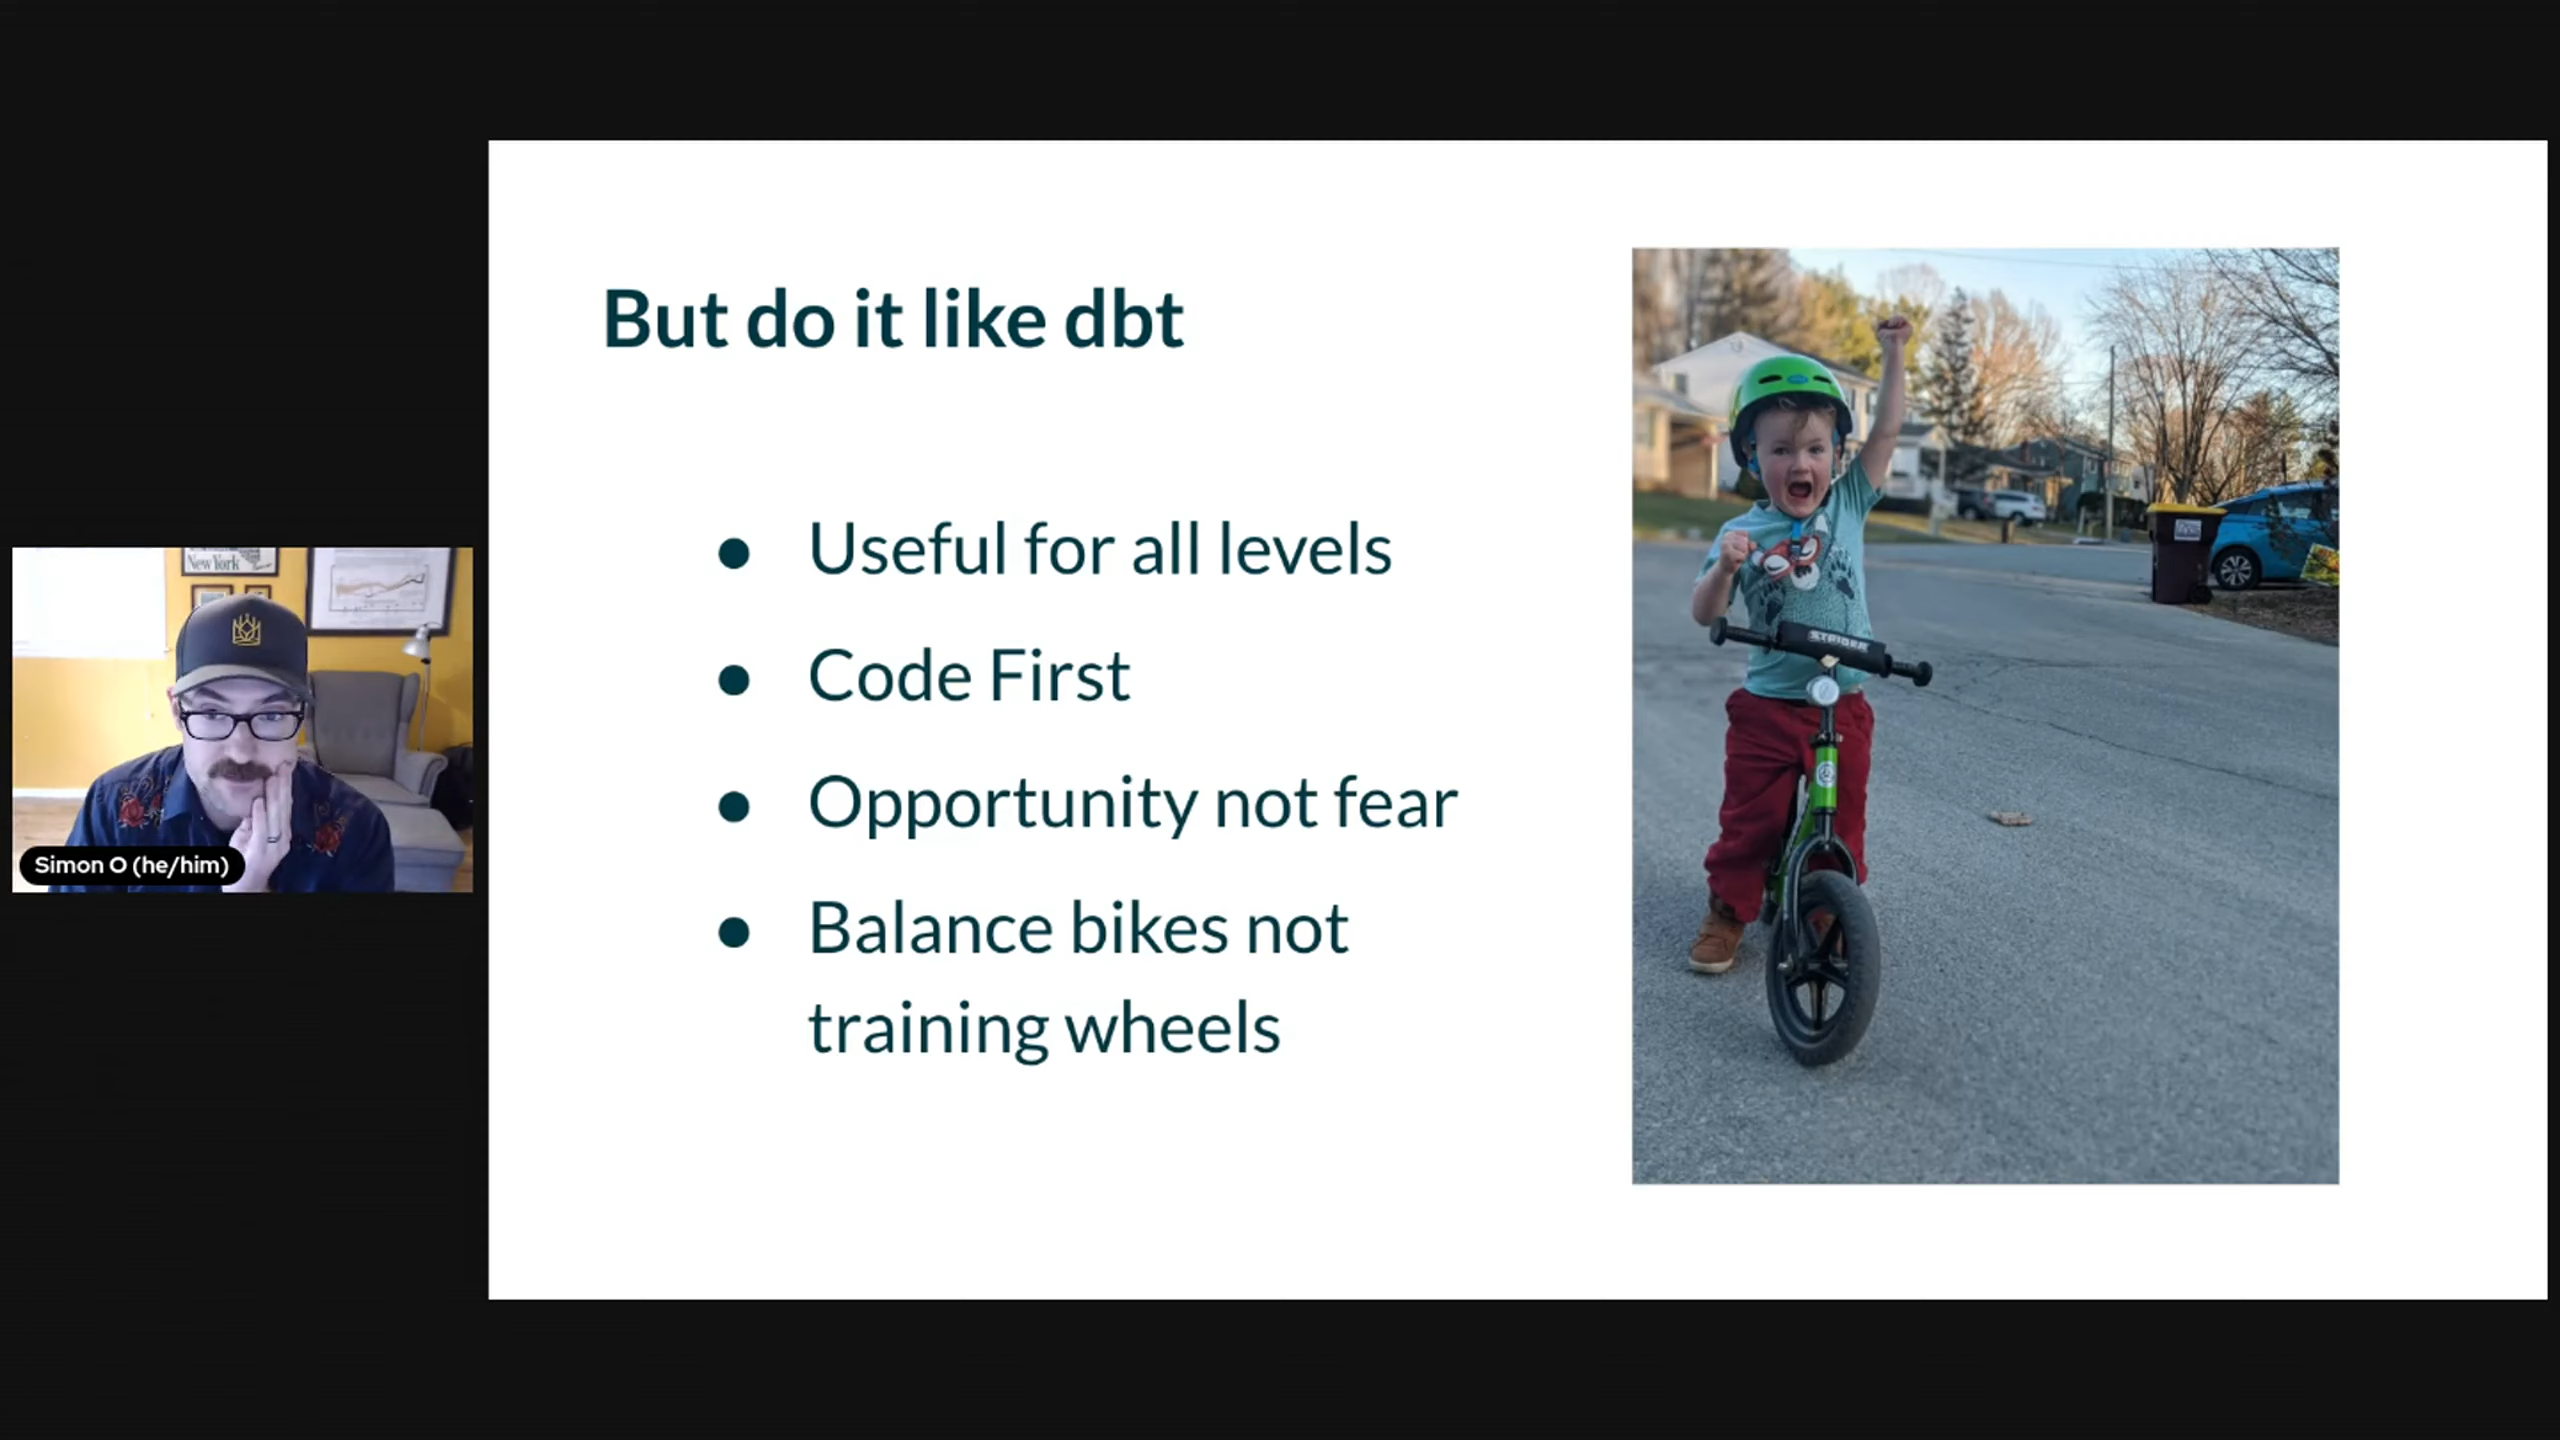 But do it like dbt
● Useful for all levels
● Code First
● Opportunity not fear
● Balance bikes not
training wheels
New York
Simon O (he/him)
STRIDER